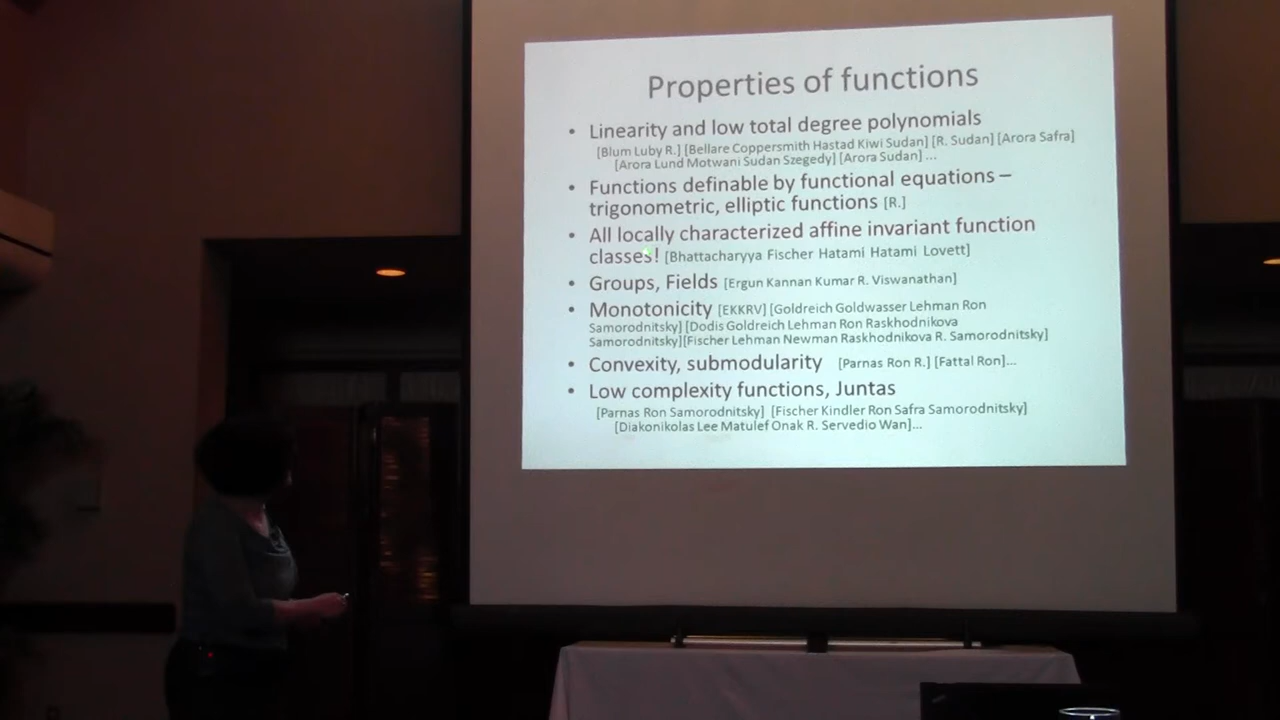 Properties of functions
• Linearity and low total degree polynomials
[Blum Luby R.] [Bellare Coppersmith Hastad Kiwi Sudan] [R. Sudan] [Arora Safra]
[Arora Lund Motwani Sudan Szegedy] [Arora Sudan] ...
• Functions definable by functional equations –
trigonometric, elliptic functions [R.]
• All locally characterized affine invariant function
classes! [Bhattacharyya Fischer Hatami Hatami Lovett]
• Groups, Fields [Ergun Kannan Kumar R. Viswanathan]
• Monotonicity [EKKRV] [Goldreich Goldwasser Lehman Ron
Samorodnitsky] [Dodis Goldreich Lehman Ron Raskhodnikova
Samorodnitsky][Fischer Lehman Newman Raskhodnikova R. Samorodnitsky]
• Convexity, submodularity [Parnas Ron R.] [Fattal Ron]...
• Low complexity functions, Juntas
[Parnas Ron Samorodnitsky] [Fischer Kindler Ron Safra Samorodnitsky]
[Diakonikolas Lee Matulef Onak R. Servedio Wan]...